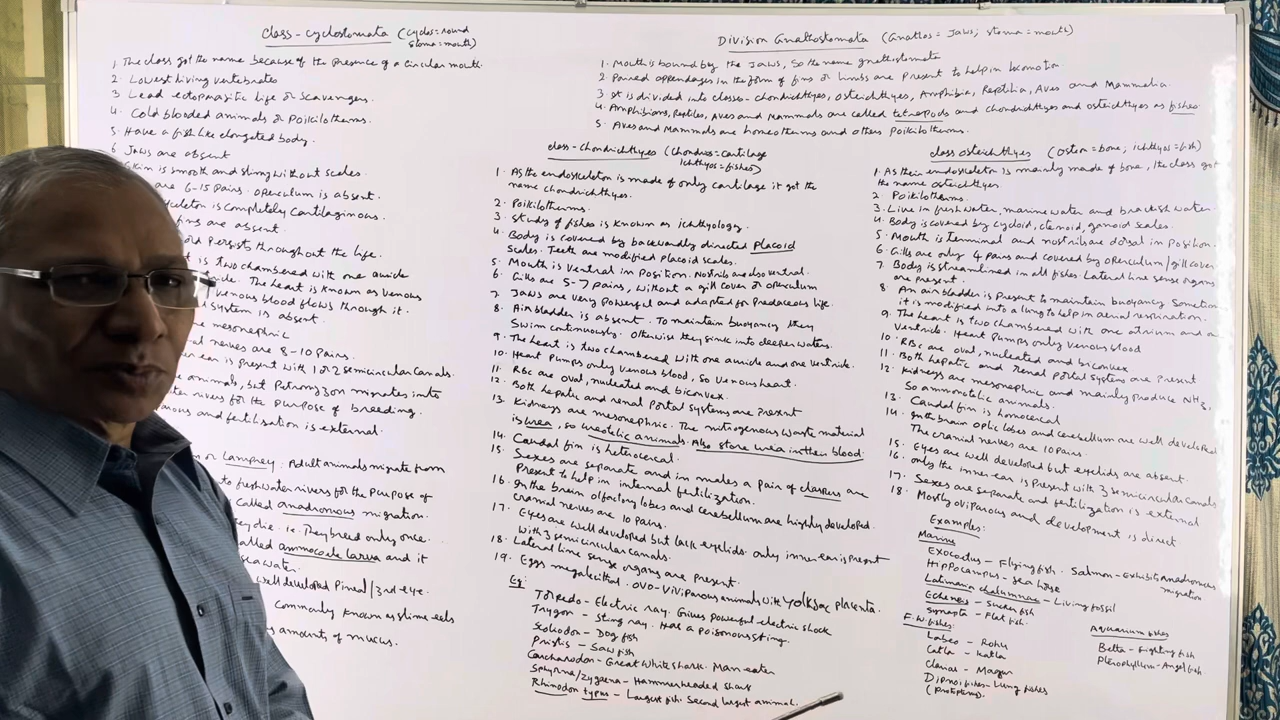 class - cyclostomata (cyclos = round
stoma = mouth)
1. The class got the name because of the presence of a circular mouth.
2. Lowest living vertebrates
3. Lead ectoparasitic life or Scavengers.
4. Cold blooded animals or Poikilotherms.
5. Have a fish like elongated body.
6. Jaws are absent
Skin is smooth and slimy without scales.
are 6-15 pairs, operculum is absent.
skeleton is completely Cartilaginous.
fins are absent.
persists throughout the life.
is two chambered with one auricle
The heart is known as venous
venous blood flows through it.
system is absent.
mesonephric
nerves are 8-10 Pairs.
ear is present with 1 or 2 semicircular canals.
animals, but Petromyzon migrates into
rivers for the purpose of breeding.
and fertilisation is external.
or Lamprey: Adult animals migrate from
to freshwater rivers for the purpose of
Called anadromous migration.
die. i.e. They breed only once.
called ammocoete larva and it
water.
well developed Pineal/3rd eye.
Commonly known as slime eels
amounts of mucus.
Division Gnathostomata (Gnathos = Jaws, stoma = mouth)
1. Mouth is bound by the Jaws, So the name gnathostomata
2. Paired appendages in the form of fins or limbs are present to help in locomotion.
3 It is divided into classes - chondrichthyes, Osteichthyes, Amphibia, Reptilia, Aves and Mammalia.
4. Amphibians, Reptiles, Aves and Mammals are called tetrapods and chondrichthyes and osteichthyes as fishes.
5. Aves and Mammals are homeotherms and others Poikilotherms.
class - Chondrichthyes (Chondros = cartilage
ichthyos = fishes)
1. As the endoskeleton is made of only cartilage it got the
name chondrichthyes.
2. Poikilotherms.
3. Study of fishes is known as ichthyology.
4. Body is covered by backwardly directed Placoid
Scales. Teeth are modified placoid scales.
5. Mouth is ventral in Position. Nostrils are also ventral.
6. Gills are 5-7 pairs, without a gill cover or operculum
7. Jaws are very powerful and adapted for Predaceous life.
8. Air bladder is absent. To maintain buoyancy they
Swim continuously. otherwise they sink into deeper waters.
9. The heart is two chambered with one auricle and one ventricle.
10. Heart Pumps only venous blood, So Venous heart.
11. RBC are oval, nucleated and biconvex.
12. Both hepatic and renal portal systems are Present
13. Kidneys are mesonephric. The nitrogenous waste material
is urea, so ureotelic animals. Also store urea in their blood.
14. Caudal fin is heterocercal.
15. Sexes are separate and in males a pair of claspers are
Present to help in internal fertilization.
16. In the brain olfactory lobes and cerebellum are highly developed.
Cranial nerves are 10 pairs.
17. Eyes are well developed but lack eyelids. only inner ear is present
with 3 semicircular canals.
18. Lateral line sense organs are present.
19. Eggs megalecithal. OVO-viviparous animals with yolksac placenta.
Eg:
Torpedo - Electric ray. Gives powerful electric shock
Trygon - Sting ray. Has a poisonous sting.
Scoliodon - Dog fish
Pristis - Saw fish
Carcharodon - Great White shark. Man eater
Sphyrna/Zygaena - Hammerheaded shark
Rhinodon typus - Largest fish. Second largest animal.
class osteichthyes (Osteon = bone, ichthyos = fish)
1. As their endoskeleton is mainly made of bone, the class got
the name osteichthyes.
2. Poikilotherms.
3. Live in freshwater, marine water and brackish water.
4. Body is covered by cycloid, ctenoid, ganoid scales.
5. Mouth is terminal and nostrils are dorsal in position.
6. Gills are only 4 pairs and covered by operculum/gill cover.
7. Body is streamlined in all fishes. Lateral line sense organs
are present.
8. An air bladder is Present to maintain buoyancy
it is modified into a lung to help in aerial respiration.
9. The heart is two chambered with one atrium and
ventricle. Heart Pumps only venous blood
10. RBC are oval, nucleated and biconvex
11. Both hepatic and renal portal systems are present
12. Kidneys are mesonephric and mainly produce NH3,
So ammonotelic animals.
13. Caudal fin is homocercal
14. In the brain optic lobes and cerebellum are well developed
The cranial nerves are 10 pairs.
15. Eyes are well developed but eyelids are absent.
16. only the inner ear is Present with 3 semicircular canals
17. Sexes are separate and fertilization is external
18. Mostly oviparous and development is direct
Examples:
Marine
Exocoetus - Flying fish. Salmon - Exhibits Anadromous
migration
Hippocampus - Sea horse
Latimaria chalumnae - Living fossil
Echeneis - Sucker fish
Synapta - Flat fish.
F.W. fishes:
Labeo - Rohu
Catla - Katla
Clarias - Magur
Dipnoi fishes - Lung fishes
(Protopterus)
Aquarium fishes
Betta - Fighting fish
Pterophyllum - Angel fish